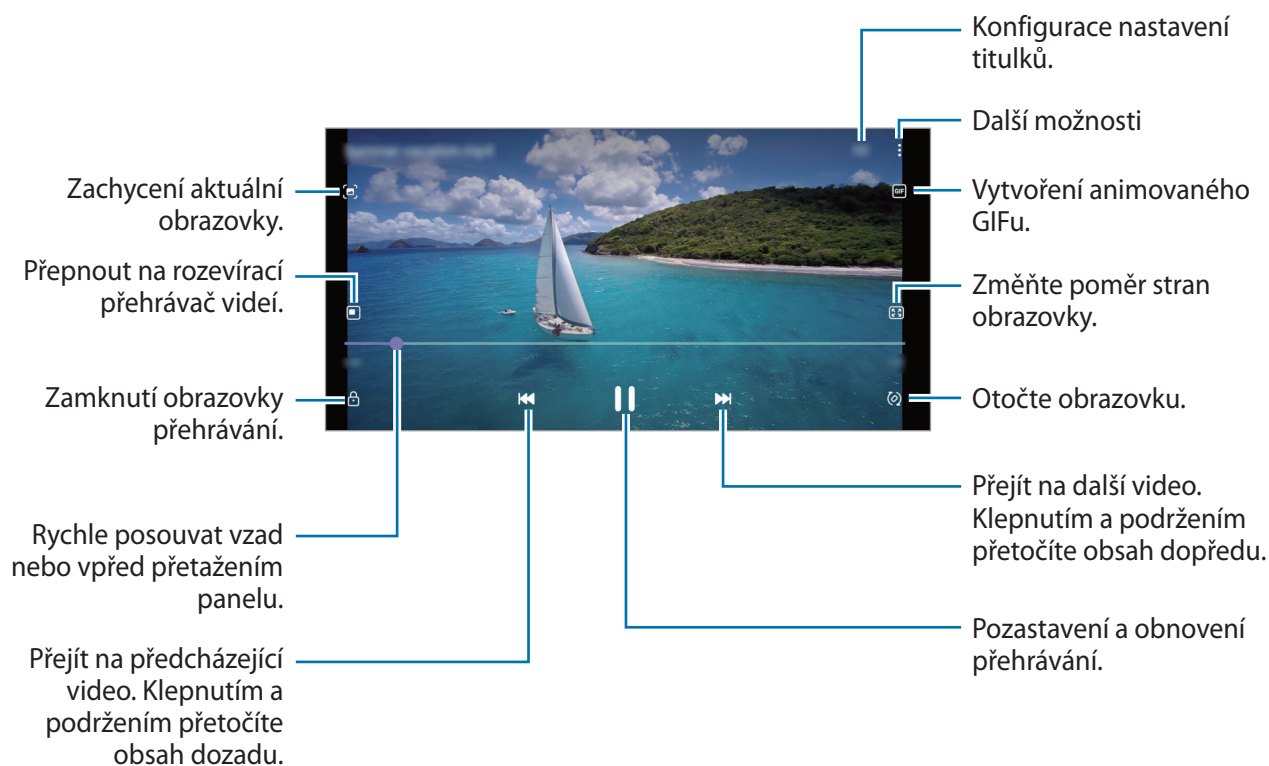 Konfigurace nastavení
titulků.
Další možnosti
Zachycení aktuální
obrazovky.
Vytvoření animovaného
GIFu.
GIF
Přepnout na rozevírací
přehrávač videí.
Změňte poměr stran
obrazovky.
Zamknutí obrazovky
přehrávání.
Otočte obrazovku.
Přejít na další video.
Klepnutím a podržením
přetočíte obsah dopředu.
Rychle posouvat vzad
nebo vpřed přetažením
panelu.
Pozastavení a obnovení
přehrávání.
Přejít na předcházející
video. Klepnutím a
podržením přetočíte
obsah dozadu.